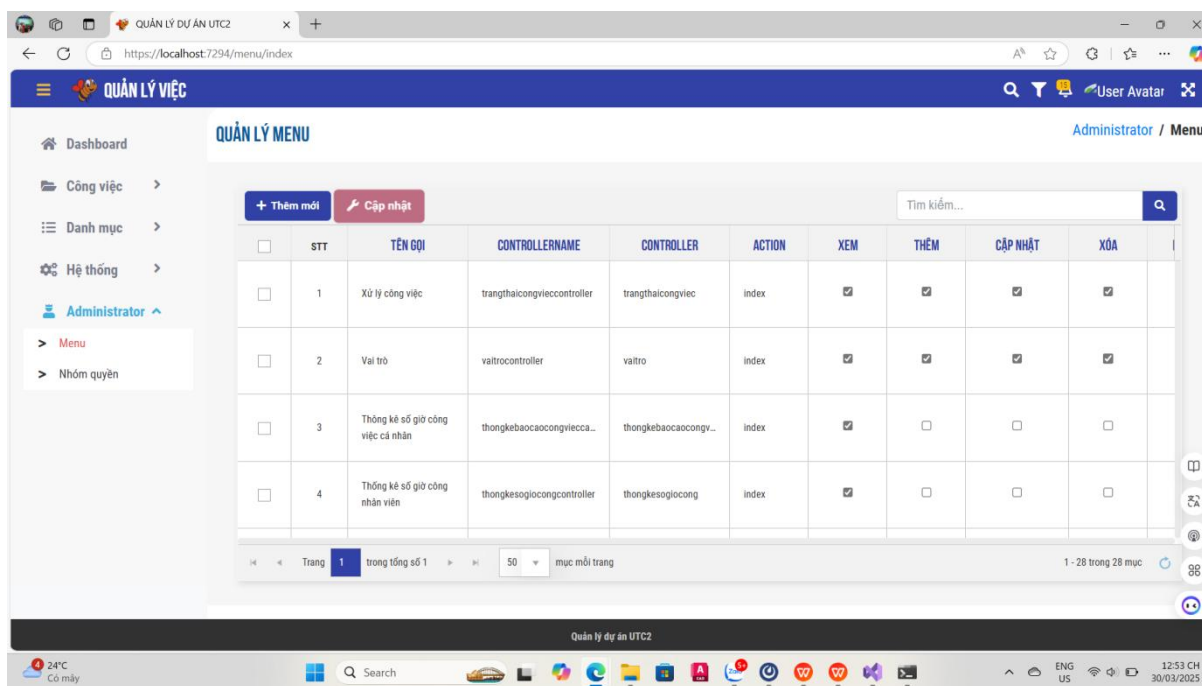 QUẢN LÝ DỰ ÁN UTC2
https://localhost:7294/menu/index
QUẢN LÝ VIỆC
15
User Avatar
Dashboard
Công việc
Danh mục
Hệ thống
Administrator
Menu
Nhóm quyền
QUẢN LÝ MENU
Administrator / Menu
Thêm mới
Cập nhật
Tìm kiếm...
STT TÊN GỌI CONTROLLERNAME CONTROLLER ACTION XEM THÊM CẬP NHẬT XÓA
1 Xử lý công việc trangthaicongvieccontroller trangthaicongviec index
2 Vai trò vaitrocontroller vaitro index
3 Thông kê số giờ công việc cá nhân thongkebaocaocongviecca... thongkebaocaocongv... index
4 Thống kê số giờ công nhân viên thongkesogiocongcontroller thongkesogiocong index
Trang 1 trong tổng số 1 50 mục mỗi trang
1 - 28 trong 28 mục
Quản lý dự án UTC2
4
24°C
Có mây
Search
5+
ENG
US
12:53 CH
30/03/2025